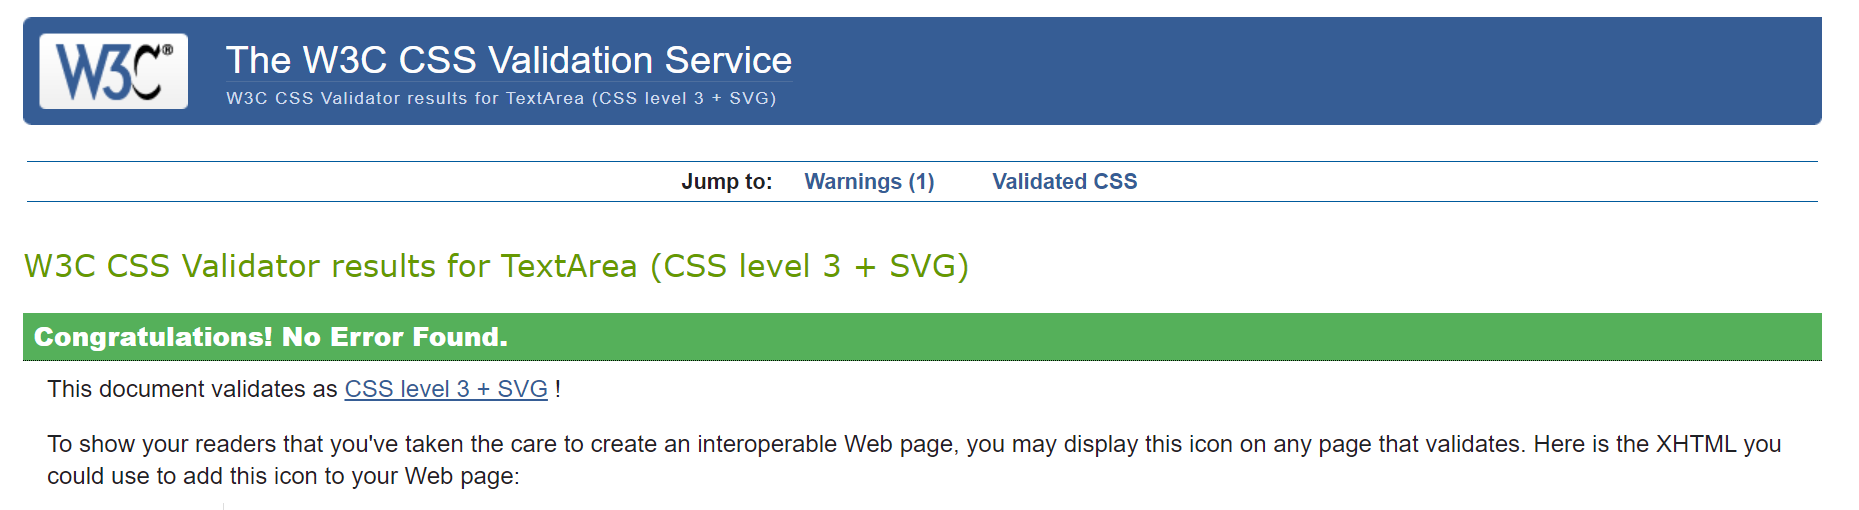 W3C®
The W3C CSS Validation Service
W3C CSS Validator results for TextArea (CSS level 3 + SVG)
Jump to: Warnings (1) Validated CSS
W3C CSS Validator results for TextArea (CSS level 3 + SVG)
Congratulations! No Error Found.
This document validates as CSS level 3 + SVG !
To show your readers that you've taken the care to create an interoperable Web page, you may display this icon on any page that validates. Here is the XHTML you
could use to add this icon to your Web page: